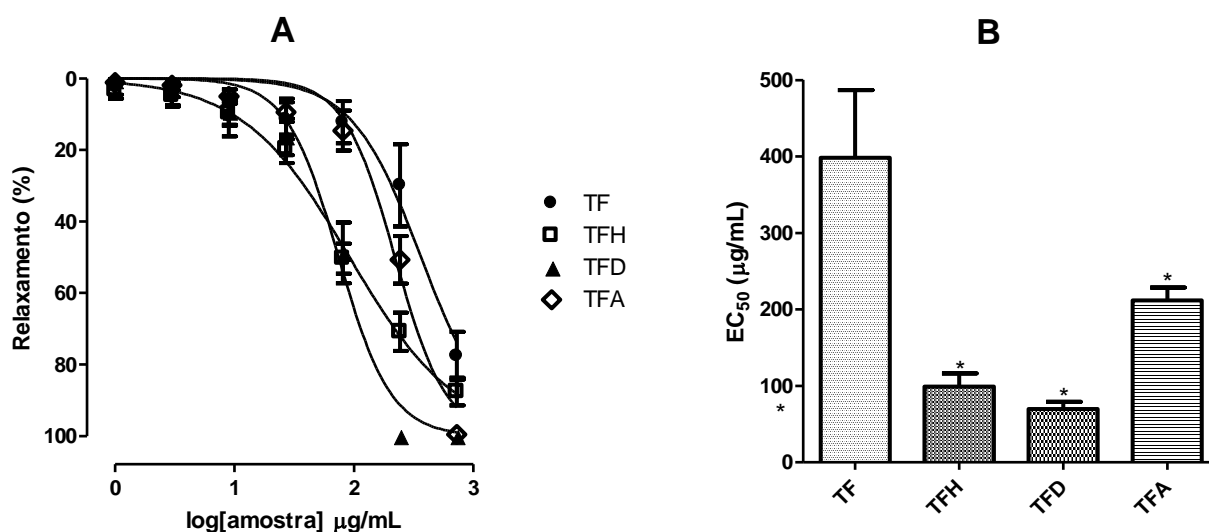 A
Relaxamento (%)
0
20
40
60
80
100
0 1 2 3
log[amostra] μg/mL
TF
TFH
TFD
TFA
B
EC50 (μg/mL)
500
400
300
200
100
0
*
* * *
TF TFH TFD TFA